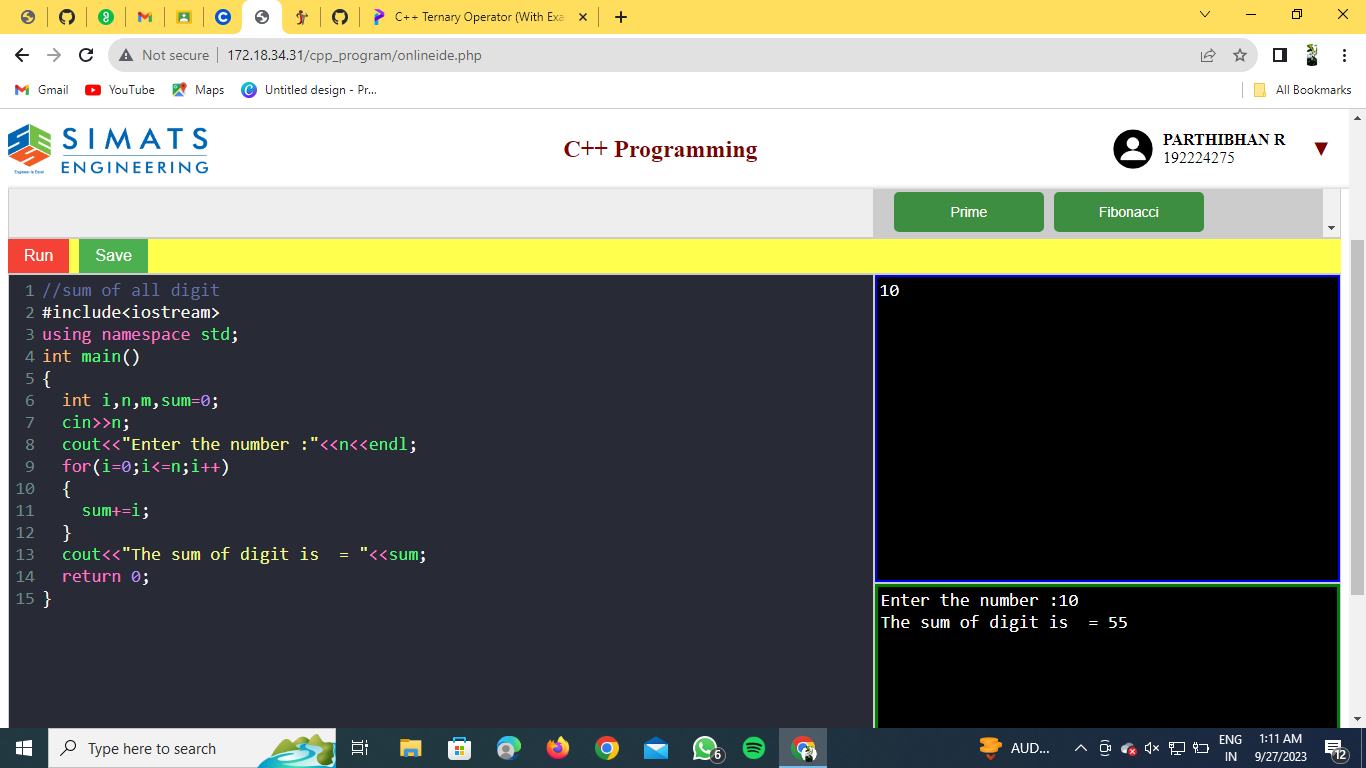 C++ Ternary Operator (With Exa
Not secure 172.18.34.31/cpp_program/onlineide.php
Gmail YouTube Maps Untitled design - Pr... All Bookmarks
SIMATS
ENGINEERING
C++ Programming
PARTHIBHAN R
192224275
Prime Fibonacci
Run Save
1 //sum of all digit
2 #include<iostream>
3 using namespace std;
4 int main()
5 {
6 int i,n,m,sum=0;
7 cin>>n;
8 cout<<"Enter the number :"<<n<<endl;
9 for(i=0;i<=n;i++)
10 {
11 sum+=i;
12 }
13 cout<<"The sum of digit is  = "<<sum;
14 return 0;
15 }
10
Enter the number :10
The sum of digit is  = 55
Type here to search
6
AUD...
ENG
IN
1:11 AM
9/27/2023
12